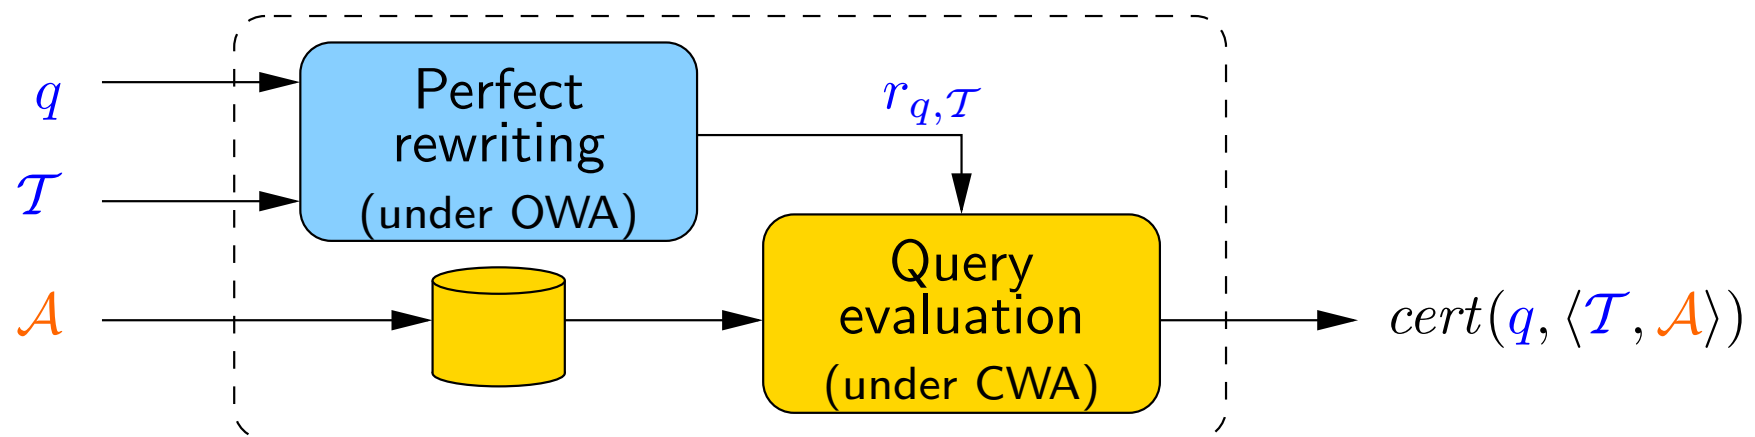 q
𝒯
𝒜
Perfect
rewriting
(under OWA)
r_{q,𝒯}
Query
evaluation
(under CWA)
cert(q, ⟨𝒯, 𝒜⟩)